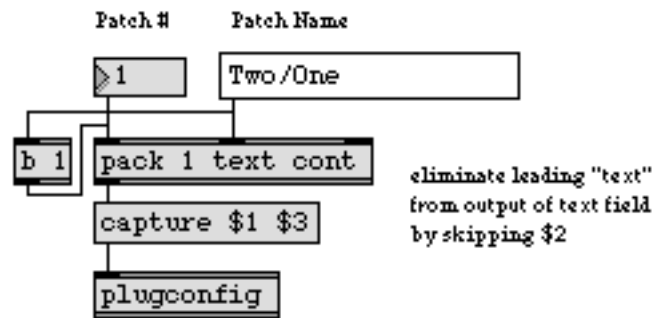 Patch # Patch Name
1 Two/One
b 1 pack 1 text cont
eliminate leading "text"
from output of text field
by skipping $2
capture $1 $3
plugconfig